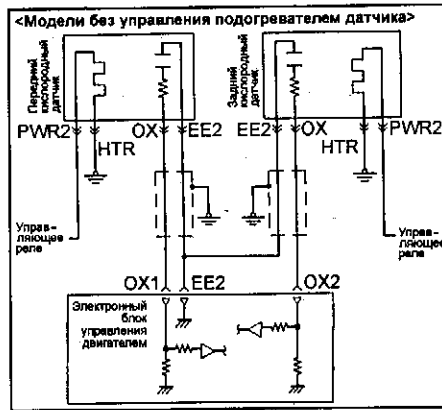 <Модели без управления подогревателем датчика>
Передний
кислородный
датчик
Задний
кислородный
датчик
PWR2 OX EE2 EE2 OX PWR2
HTR HTR
Управ-
ляющее
реле
Управ-
ляющее
реле
OX1 EE2 OX2
Электронный
блок
управления
двигателем